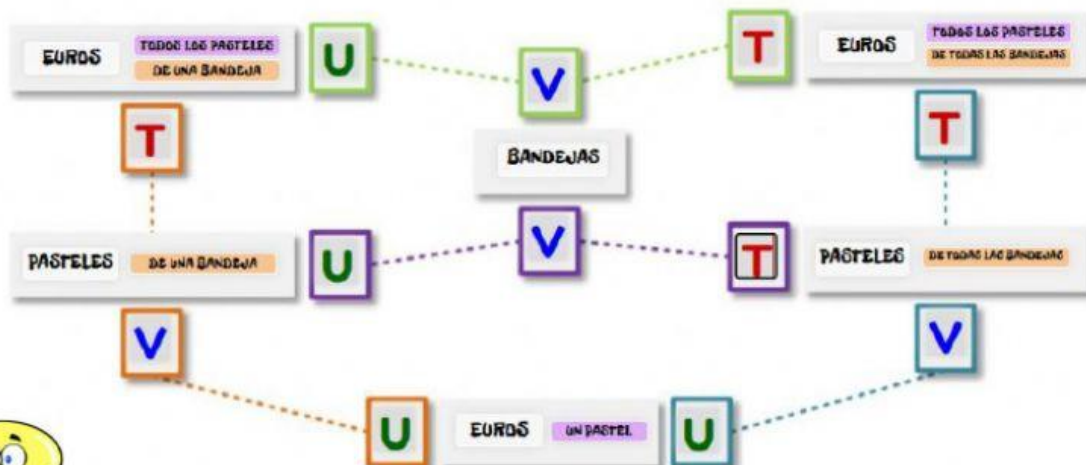 EUROS TODOS LOS PASTELES
DE UNA BANDEJA
U
V
T
EUROS TODOS LOS PASTELES
DE TODAS LAS BANDEJAS
T
BANDEJAS
T
PASTELES DE UNA BANDEJA
U
V
T
PASTELES DE TODAS LAS BANDEJAS
V
V
U
EUROS UN PASTEL
U